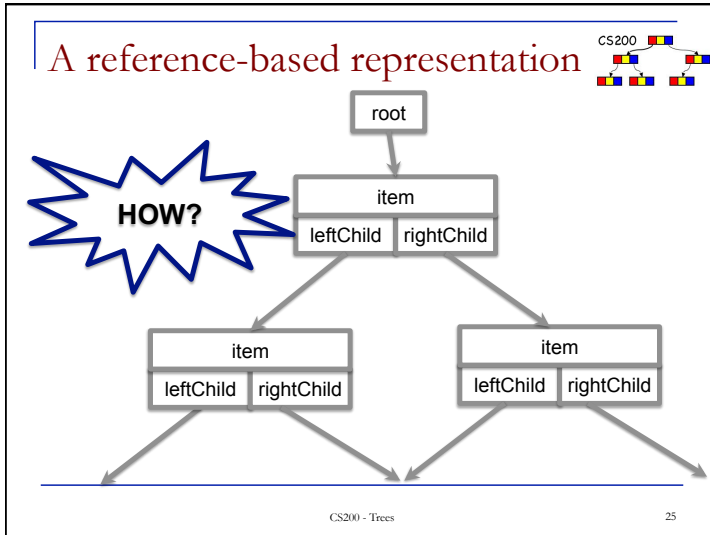 A reference-based representation
CS200
root
HOW?
item
leftChild rightChild
item
leftChild rightChild
item
leftChild rightChild
CS200 - Trees
25